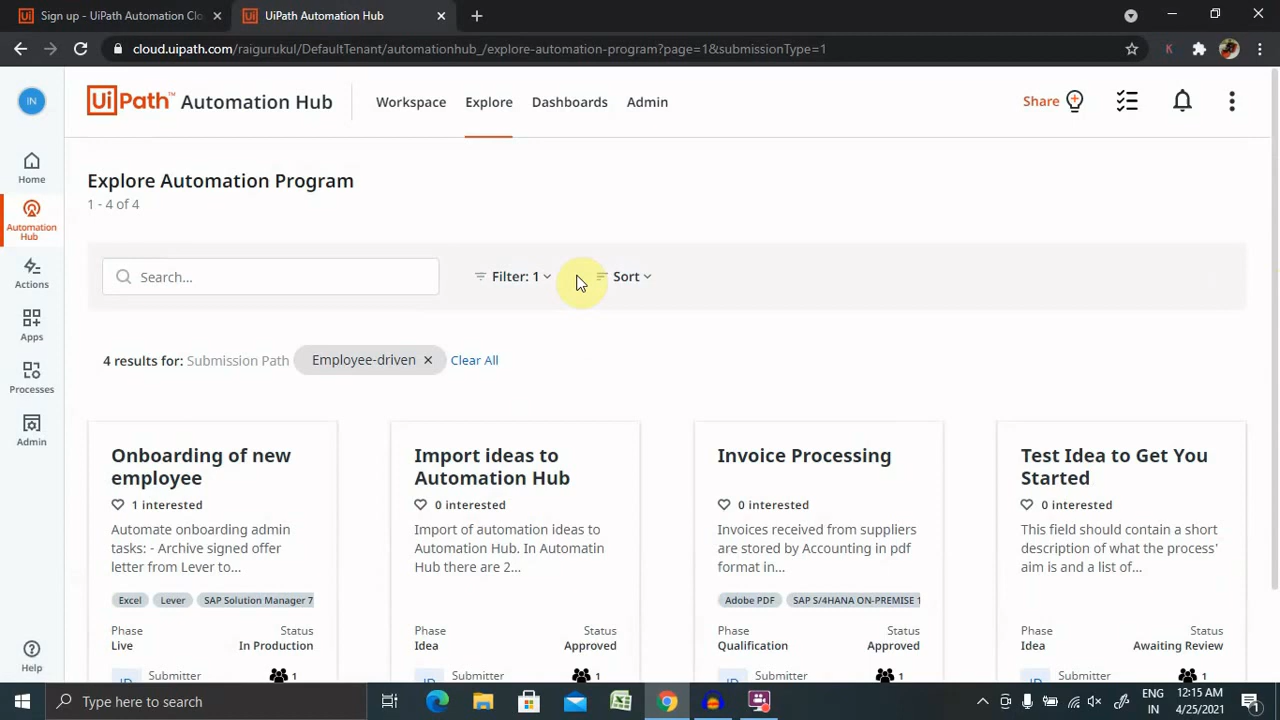 Sign up - UiPath Automation Clo
UiPath Automation Hub
cloud.uipath.com/raigurukul/DefaultTenant/automationhub_/explore-automation-program?page=1&submissionType=1
K
IN
UiPath™ Automation Hub
Workspace
Explore
Dashboards
Admin
Share
Home
Automation
Hub
Actions
Apps
Processes
Admin
Help
Explore Automation Program
1 - 4 of 4
Search...
Filter: 1
Sort
4 results for: Submission Path
Employee-driven
Clear All
Onboarding of new
employee
1 interested
Automate onboarding admin
tasks: - Archive signed offer
letter from Lever to...
Excel
Lever
SAP Solution Manager 7
Phase
Status
Live
In Production
Submitter
1
Import ideas to
Automation Hub
0 interested
Import of automation ideas to
Automation Hub. In Automatin
Hub there are 2...
Phase
Status
Idea
Approved
Submitter
1
Invoice Processing
0 interested
Invoices received from suppliers
are stored by Accounting in pdf
format in...
Adobe PDF
SAP S/4HANA ON-PREMISE 1
Phase
Status
Qualification
Approved
Submitter
1
Test Idea to Get You
Started
0 interested
This field should contain a short
description of what the process'
aim is and a list of...
Phase
Status
Idea
Awaiting Review
Submitter
1
Type here to search
ENG
IN
12:15 AM
4/25/2021
1